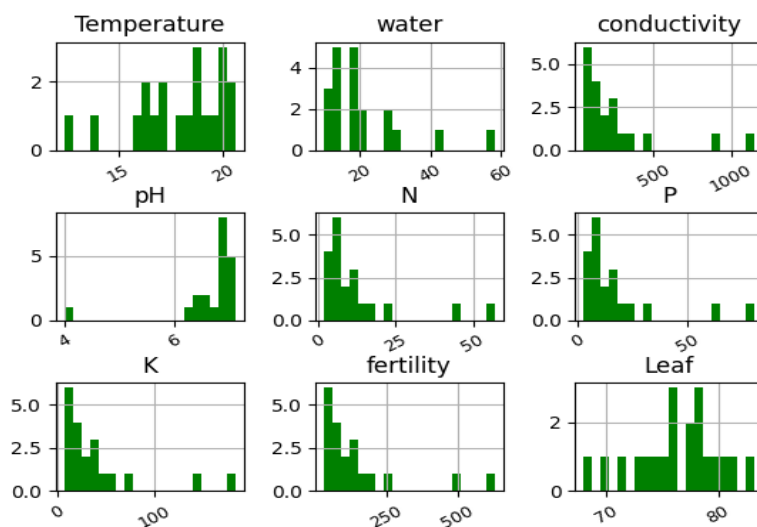 Temperature water conductivity
2 4 5.0
2 2.5
0 0 0.0
15 20 20 40 60 500 1000
pH N P
5 5.0 5.0
2.5 2.5
0 0.0 0.0
4 6 0 25 50 0 50
K fertility Leaf
5.0 5.0 2
2.5 2.5
0.0 0.0 0
0 100 250 500 70 80